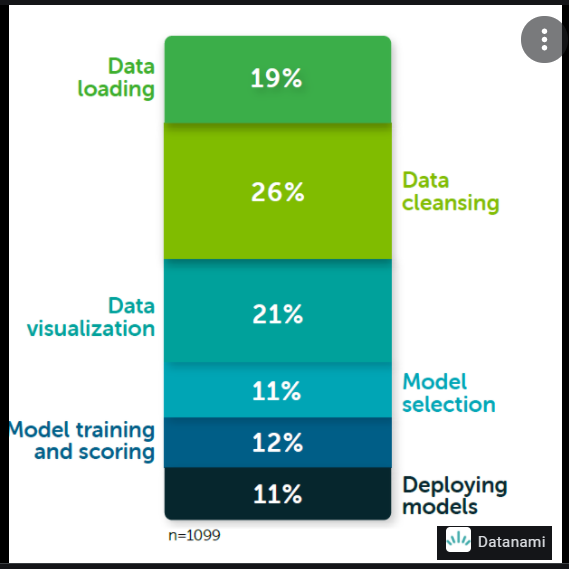 Data
loading
19%
26%
Data
cleansing
Data
visualization
21%
11%
Model
selection
Model training
and scoring
12%
11%
Deploying
models
n=1099
Datanami